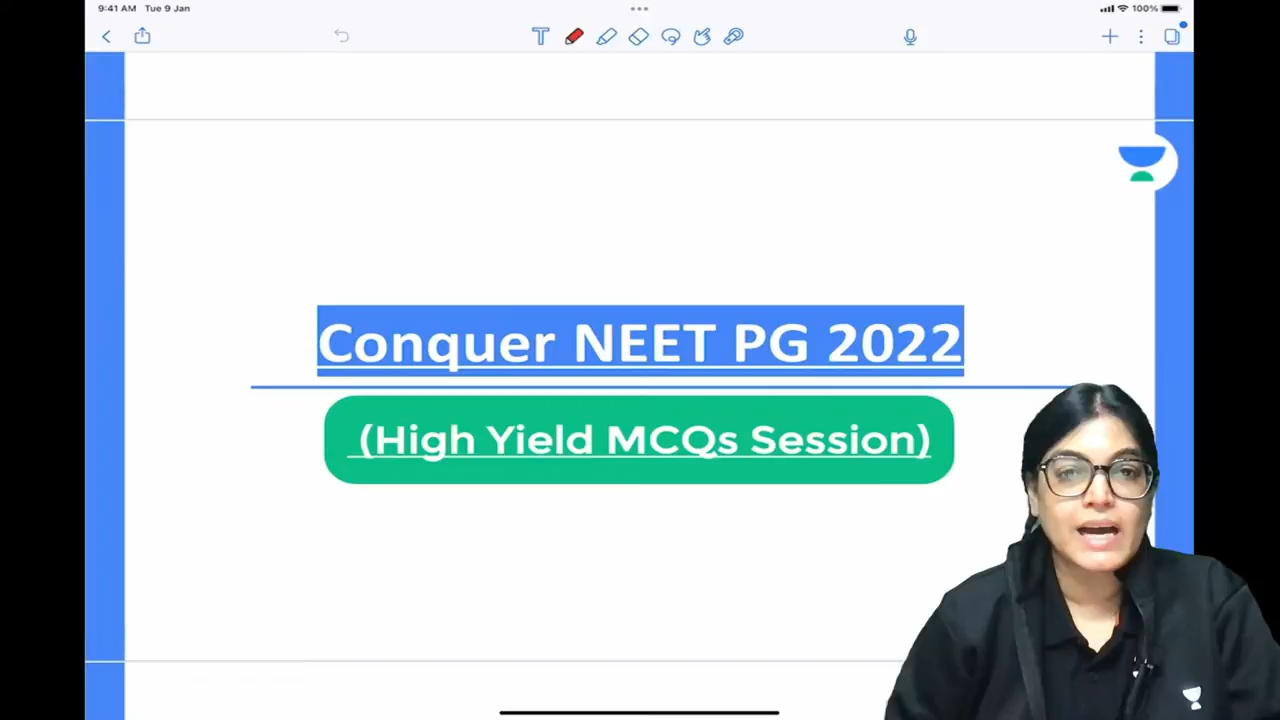 9:41 AM Tue 9 Jan
100%
T
Conquer NEET PG 2022
(High Yield MCQs Session)